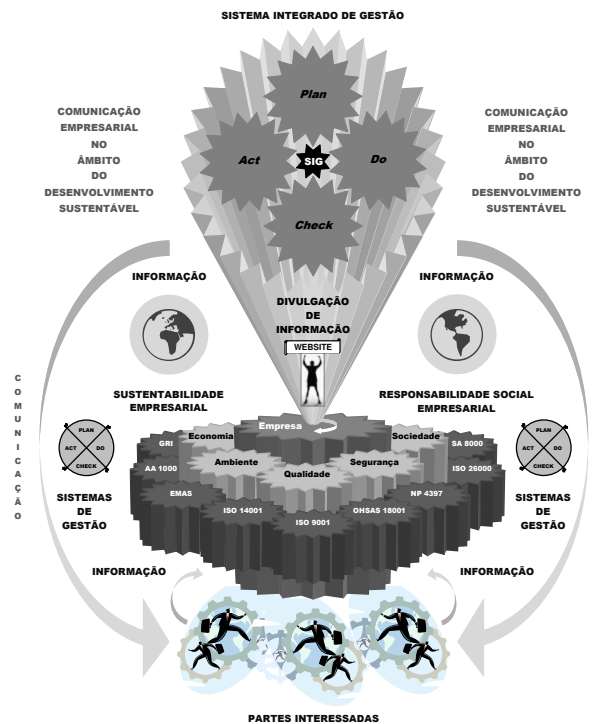 SISTEMA INTEGRADO DE GESTÃO
Plan
Act
SIG
Do
Check
COMUNICAÇÃO
EMPRESARIAL
NO
ÂMBITO
DO
DESENVOLVIMENTO
SUSTENTÁVEL
COMUNICAÇÃO
EMPRESARIAL
NO
ÂMBITO
DO
DESENVOLVIMENTO
SUSTENTÁVEL
INFORMAÇÃO
INFORMAÇÃO
DIVULGAÇÃO
DE
INFORMAÇÃO
WEBSITE
COMUNICAÇÃO
SUSTENTABILIDADE
EMPRESARIAL
RESPONSABILIDADE SOCIAL
EMPRESARIAL
PLAN
ACT
DO
CHECK
SISTEMAS
DE
GESTÃO
PLAN
ACT
DO
CHECK
SISTEMAS
DE
GESTÃO
Empresa
Economia
Sociedade
Ambiente
Segurança
Qualidade
GRI
SA 8000
AA 1000
ISO 26000
EMAS
NP 4397
ISO 14001
OHSAS 18001
ISO 9001
INFORMAÇÃO
INFORMAÇÃO
PARTES INTERESSADAS